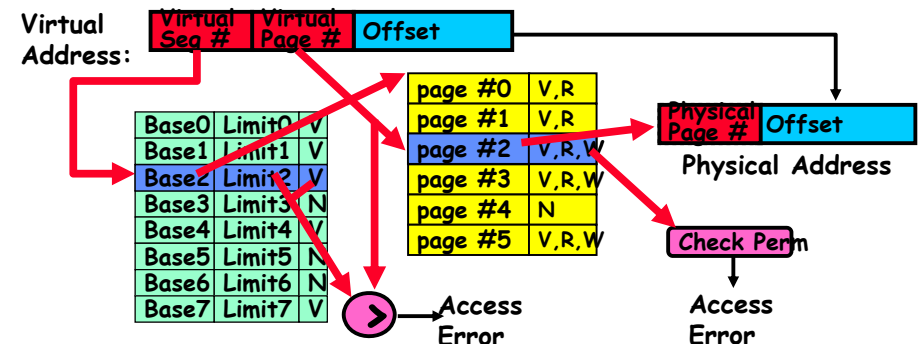 Virtual Address:
Virtual Seg # Virtual Page # Offset
Base0 Limit0 V
Base1 Limit1 V
Base2 Limit2 V
Base3 Limit3 N
Base4 Limit4 V
Base5 Limit5 N
Base6 Limit6 N
Base7 Limit7 V
>
Access Error
page #0 V,R
page #1 V,R
page #2 V,R,W
page #3 V,R,W
page #4 N
page #5 V,R,W
Physical Page # Offset
Physical Address
Check Perm
Access Error